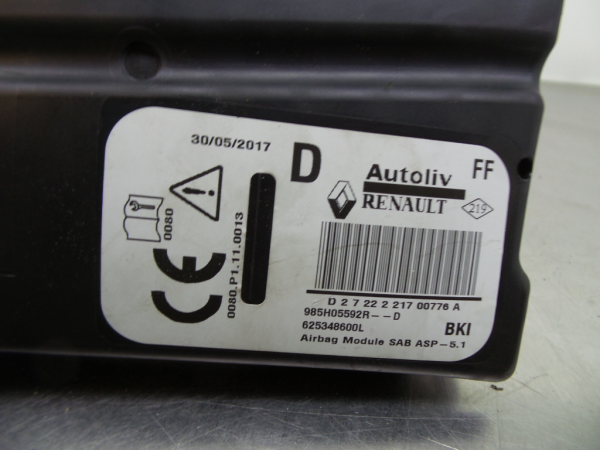 30/05/2017
D
Autoliv
FF
RENAULT
219
0080
0080.P1.11.0013
CE
D 2 7 22 2 217 00776 A
985H05592R--D
625348600L
BKI
Airbag Module SAB ASP-5.1